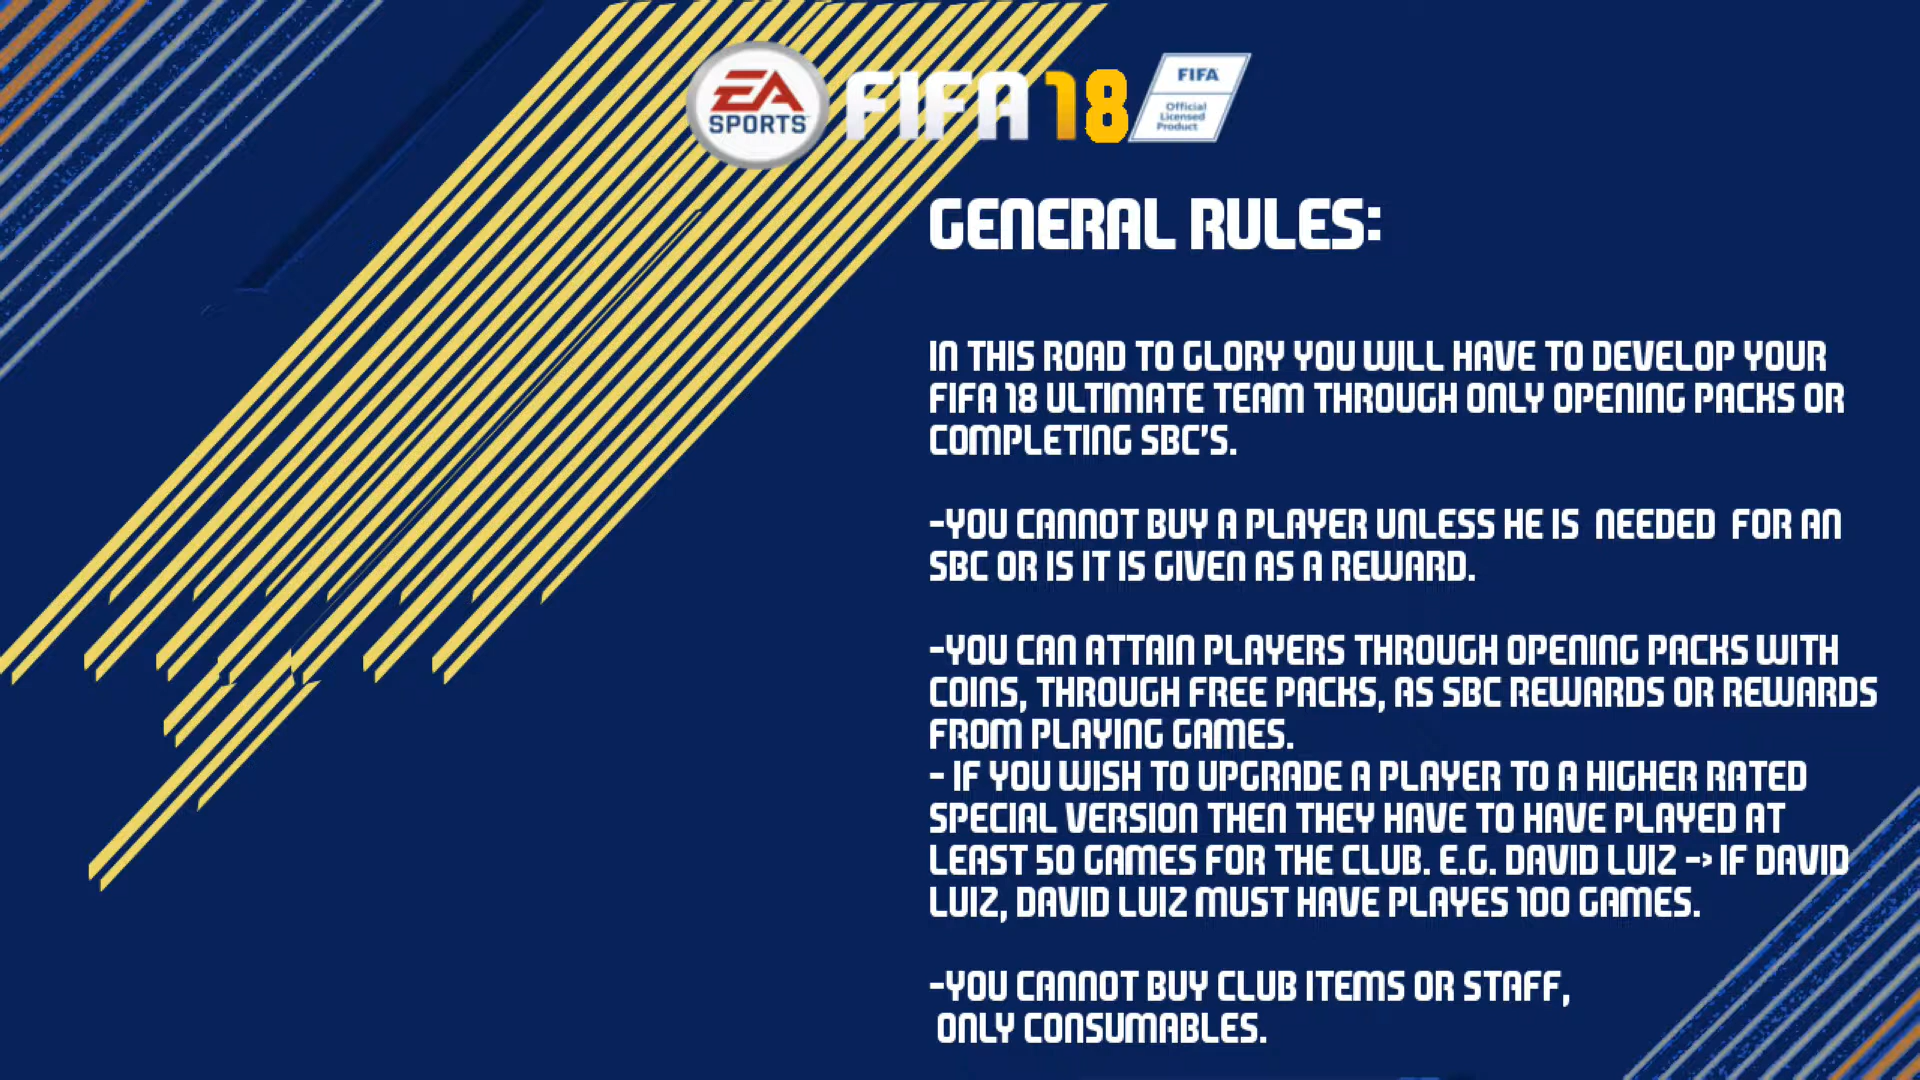 EA
SPORTS
FIFA 18
FIFA
Official
Licensed
Product
GENERAL RULES:
IN THIS ROAD TO GLORY YOU WILL HAVE TO DEVELOP YOUR
FIFA 18 ULTIMATE TEAM THROUGH ONLY OPENING PACKS OR
COMPLETING SBC'S.
-YOU CANNOT BUY A PLAYER UNLESS HE IS NEEDED FOR AN
SBC OR IS IT IS GIVEN AS A REWARD.
-YOU CAN ATTAIN PLAYERS THROUGH OPENING PACKS WITH
COINS, THROUGH FREE PACKS, AS SBC REWARDS OR REWARDS
FROM PLAYING GAMES.
- IF YOU WISH TO UPGRADE A PLAYER TO A HIGHER RATED
SPECIAL VERSION THEN THEY HAVE TO HAVE PLAYED AT
LEAST 50 GAMES FOR THE CLUB. E.G. DAVID LUIZ -> IF DAVID
LUIZ, DAVID LUIZ MUST HAVE PLAYES 100 GAMES.
-YOU CANNOT BUY CLUB ITEMS OR STAFF,
ONLY CONSUMABLES.